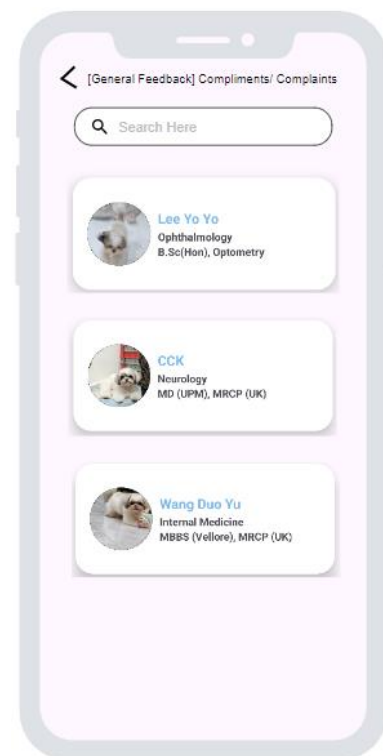 [General Feedback] Compliments/ Complaints
Search Here
Lee Yo Yo
Ophthalmology
B.Sc(Hon), Optometry
CCK
Neurology
MD (UPM), MRCP (UK)
Wang Duo Yu
Internal Medicine
MBBS (Vellore), MRCP (UK)